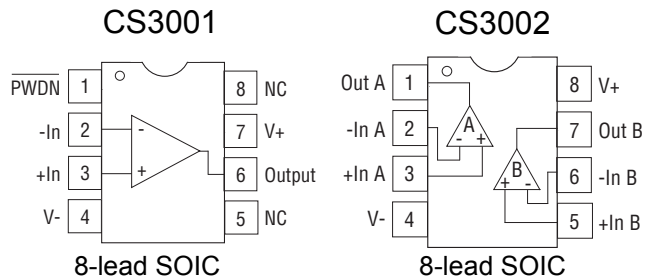 CS3001
PWDN 1
-In 2
+In 3
V- 4
-
+
8 NC
7 V+
6 Output
5 NC
8-lead SOIC
CS3002
Out A 1
-In A 2
+In A 3
V- 4
A
- +
B
+ -
8 V+
7 Out B
6 -In B
5 +In B
8-lead SOIC